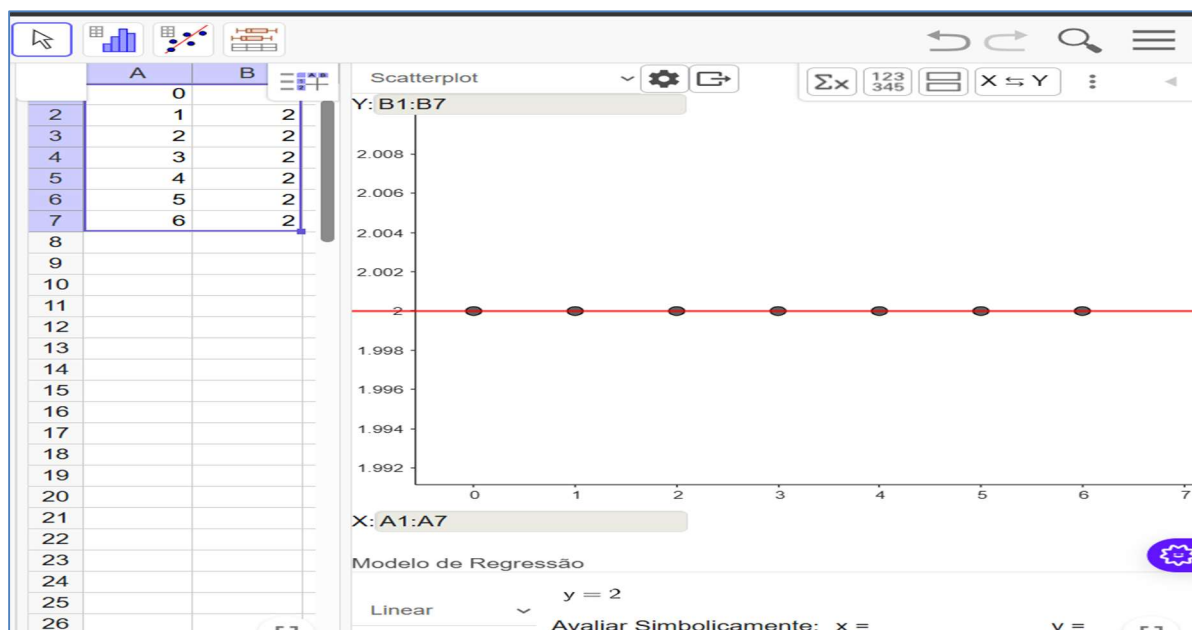 123
345
X ⇆ Y
Σx
A B
Scatterplot
0
Y: B1:B7
2 1 2
3 2 2
4 3 2
5 4 2
6 5 2
7 6 2
8
9
10
11
12
13
14
15
16
17
18
19
20
21
22
23
24
25
26
2.008
2.006
2.004
2.002
2
1.998
1.996
1.994
1.992
0 1 2 3 4 5 6 7
X: A1:A7
Modelo de Regressão
y = 2
Linear
Avaliar Simbolicamente: x = y =